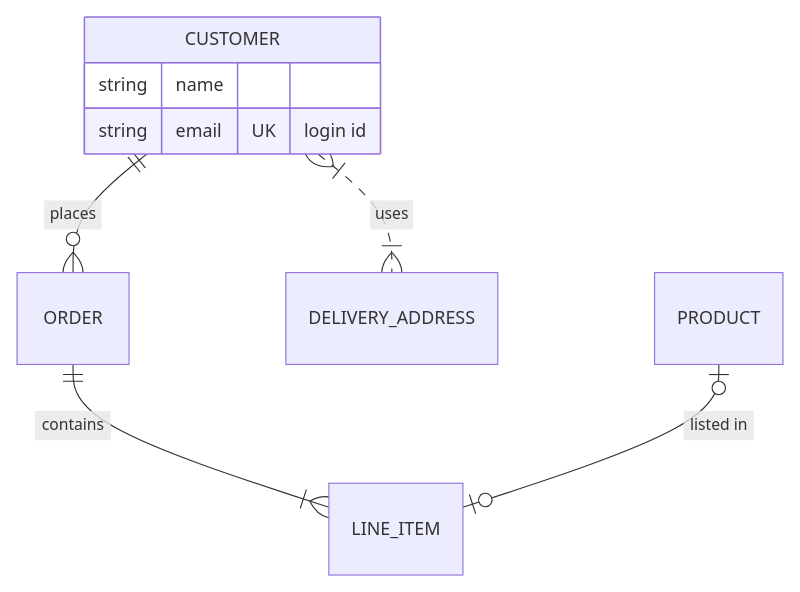 CUSTOMER
string name
string email UK login id
places
uses
ORDER
DELIVERY_ADDRESS
PRODUCT
contains
listed in
LINE_ITEM